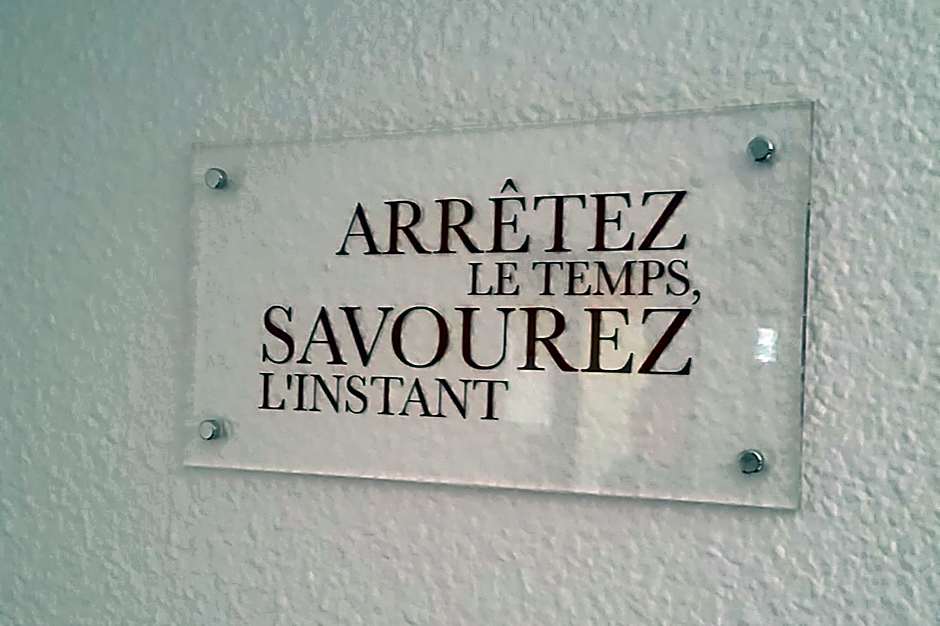 ARRÊTEZ
LE TEMPS,
SAVOUREZ
L'INSTANT